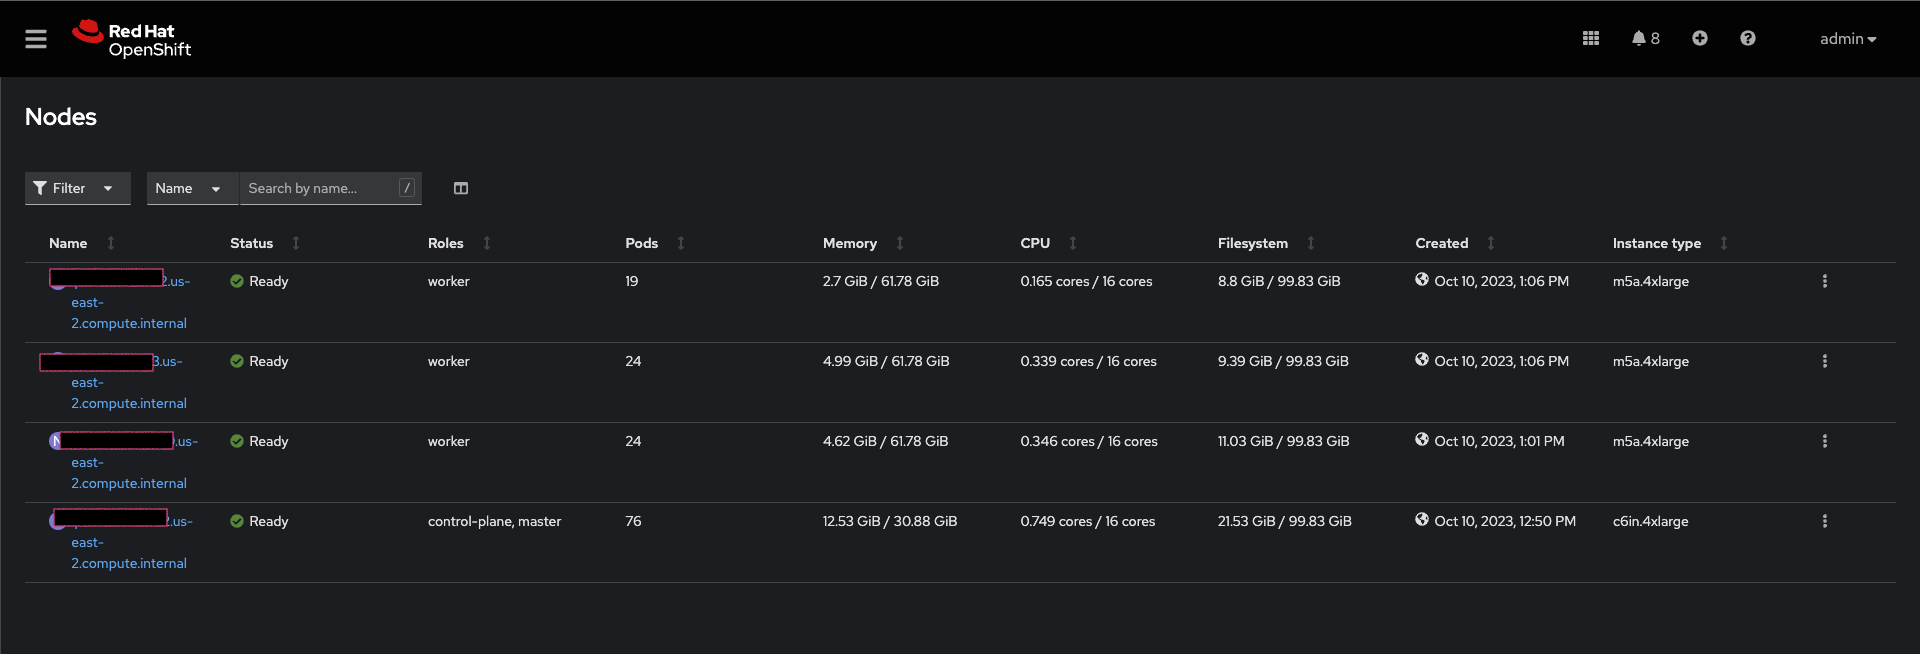 Red Hat
OpenShift
8
admin
Nodes
Filter
Name
Search by name...
/
Name Status Roles Pods Memory CPU Filesystem Created Instance type
2.us- Ready worker 19 2.7 GiB / 61.78 GiB 0.165 cores / 16 cores 8.8 GiB / 99.83 GiB Oct 10, 2023, 1:06 PM m5a.4xlarge
east-
2.compute.internal
3.us- Ready worker 24 4.99 GiB / 61.78 GiB 0.339 cores / 16 cores 9.39 GiB / 99.83 GiB Oct 10, 2023, 1:06 PM m5a.4xlarge
east-
2.compute.internal
.us- Ready worker 24 4.62 GiB / 61.78 GiB 0.346 cores / 16 cores 11.03 GiB / 99.83 GiB Oct 10, 2023, 1:01 PM m5a.4xlarge
east-
2.compute.internal
.us- Ready control-plane, master 76 12.53 GiB / 30.88 GiB 0.749 cores / 16 cores 21.53 GiB / 99.83 GiB Oct 10, 2023, 12:50 PM c6in.4xlarge
east-
2.compute.internal